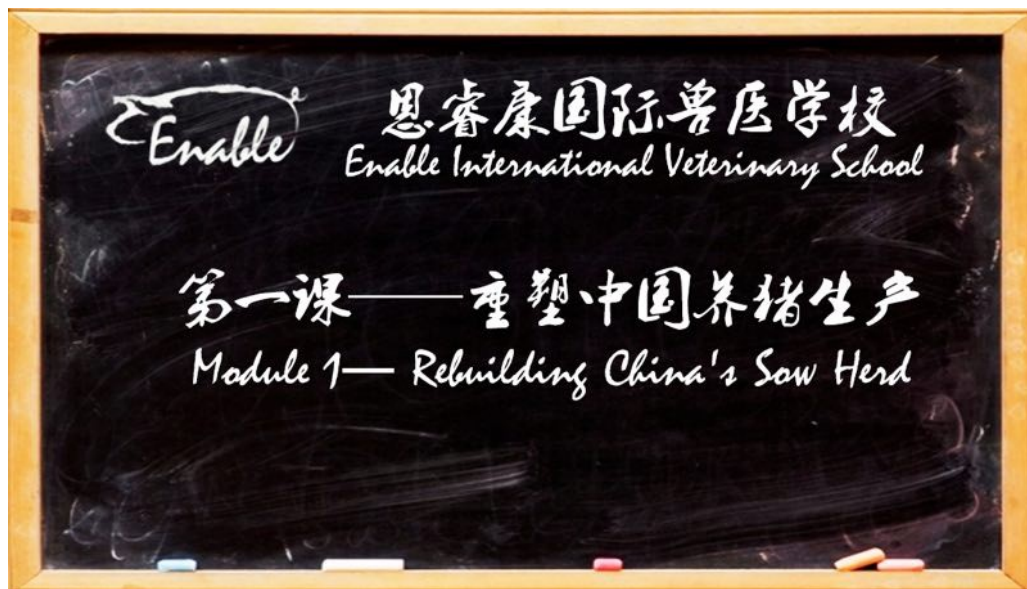 Enable
恩睿康国际兽医学校
Enable International Veterinary School
第一课——重塑中国养猪生产
Module 1— Rebuilding China's Sow Herd